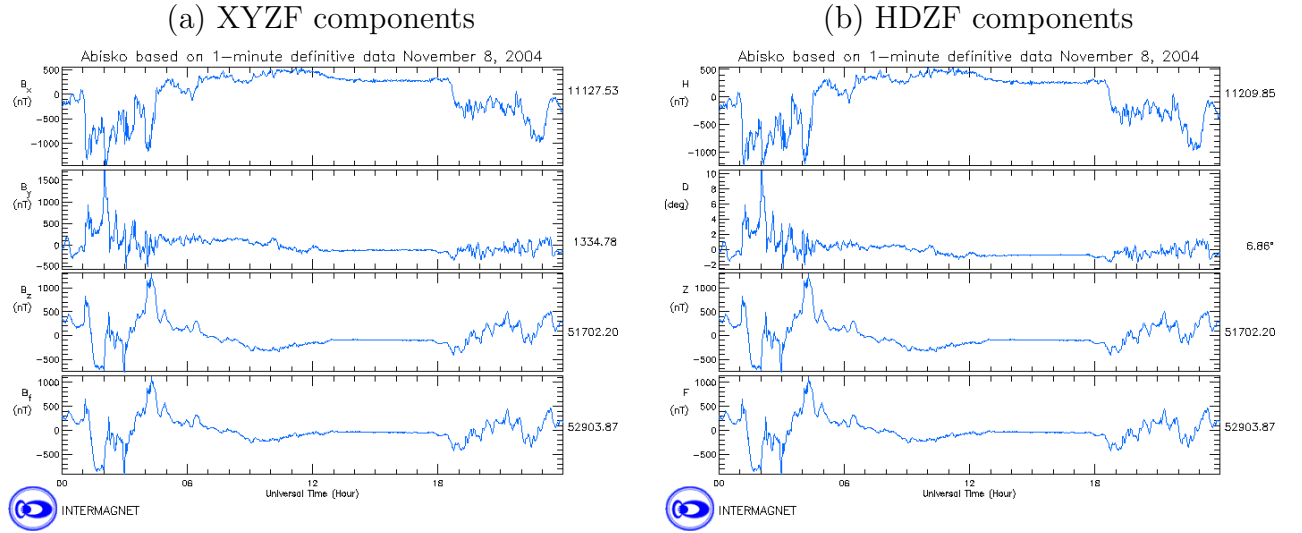 (a) XYZF components
Abisko based on 1-minute definitive data November 8, 2004
500
0
-500
-1000
B_x
(nT)
11127.53
1500
1000
500
0
-500
B_y
(nT)
1334.78
1000
500
0
-500
B_z
(nT)
51702.20
1000
500
0
-500
B_f
(nT)
52903.87
00 06 12 18
Universal Time (Hour)
INTERMAGNET
(b) HDZF components
Abisko based on 1-minute definitive data November 8, 2004
500
0
-500
-1000
H
(nT)
11209.85
10
8
6
4
2
0
-2
D
(deg)
6.86°
1000
500
0
-500
Z
(nT)
51702.20
1000
500
0
-500
F
(nT)
52903.87
00 06 12 18
Universal Time (Hour)
INTERMAGNET